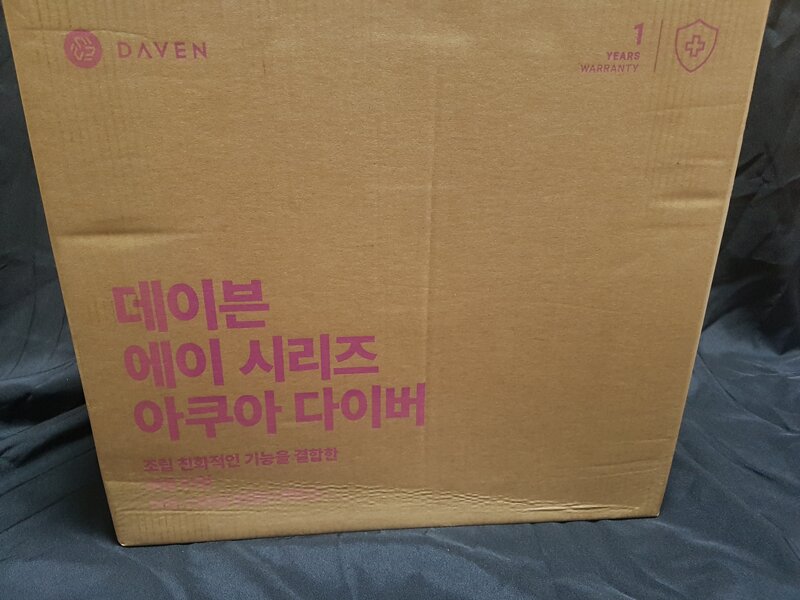 DAVEN
1
YEARS
WARRANTY
데이븐
에이 시리즈
아쿠아 다이버
조립 친화적인 기능을 결합한